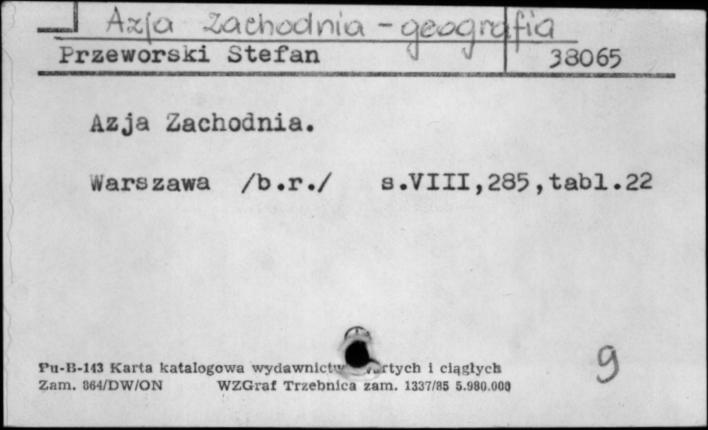 Azja Zachodnia - geografia
Przeworski Stefan 38065
Azja Zachodnia.
Warszawa /b.r./ s.VIII,285,tabl.22
9
Pu-B-143 Karta katalogowa wydawnictw i ciągłych
Zam. 864/DW/ON WZGraf Trzebnica zam. 1337/85 5.980.000